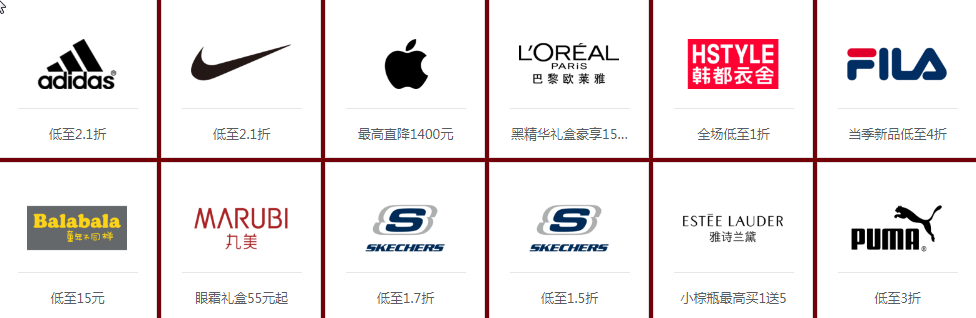 adidas®
L'ORÉAL
PARIS
巴黎欧莱雅
HSTYLE
韩都衣舍
FILA
低至2.1折
低至2.1折
最高直降1400元
黑精华礼盒豪享15...
全场低至1折
当季新品低至4折
Balabala
童年不同样
MARUBI
丸美
S
SKECHERS
S
SKECHERS
ESTĒE LAUDER
雅诗兰黛
PUMA®
低至15元
眼霜礼盒55元起
低至1.7折
低至1.5折
小棕瓶最高买1送5
低至3折